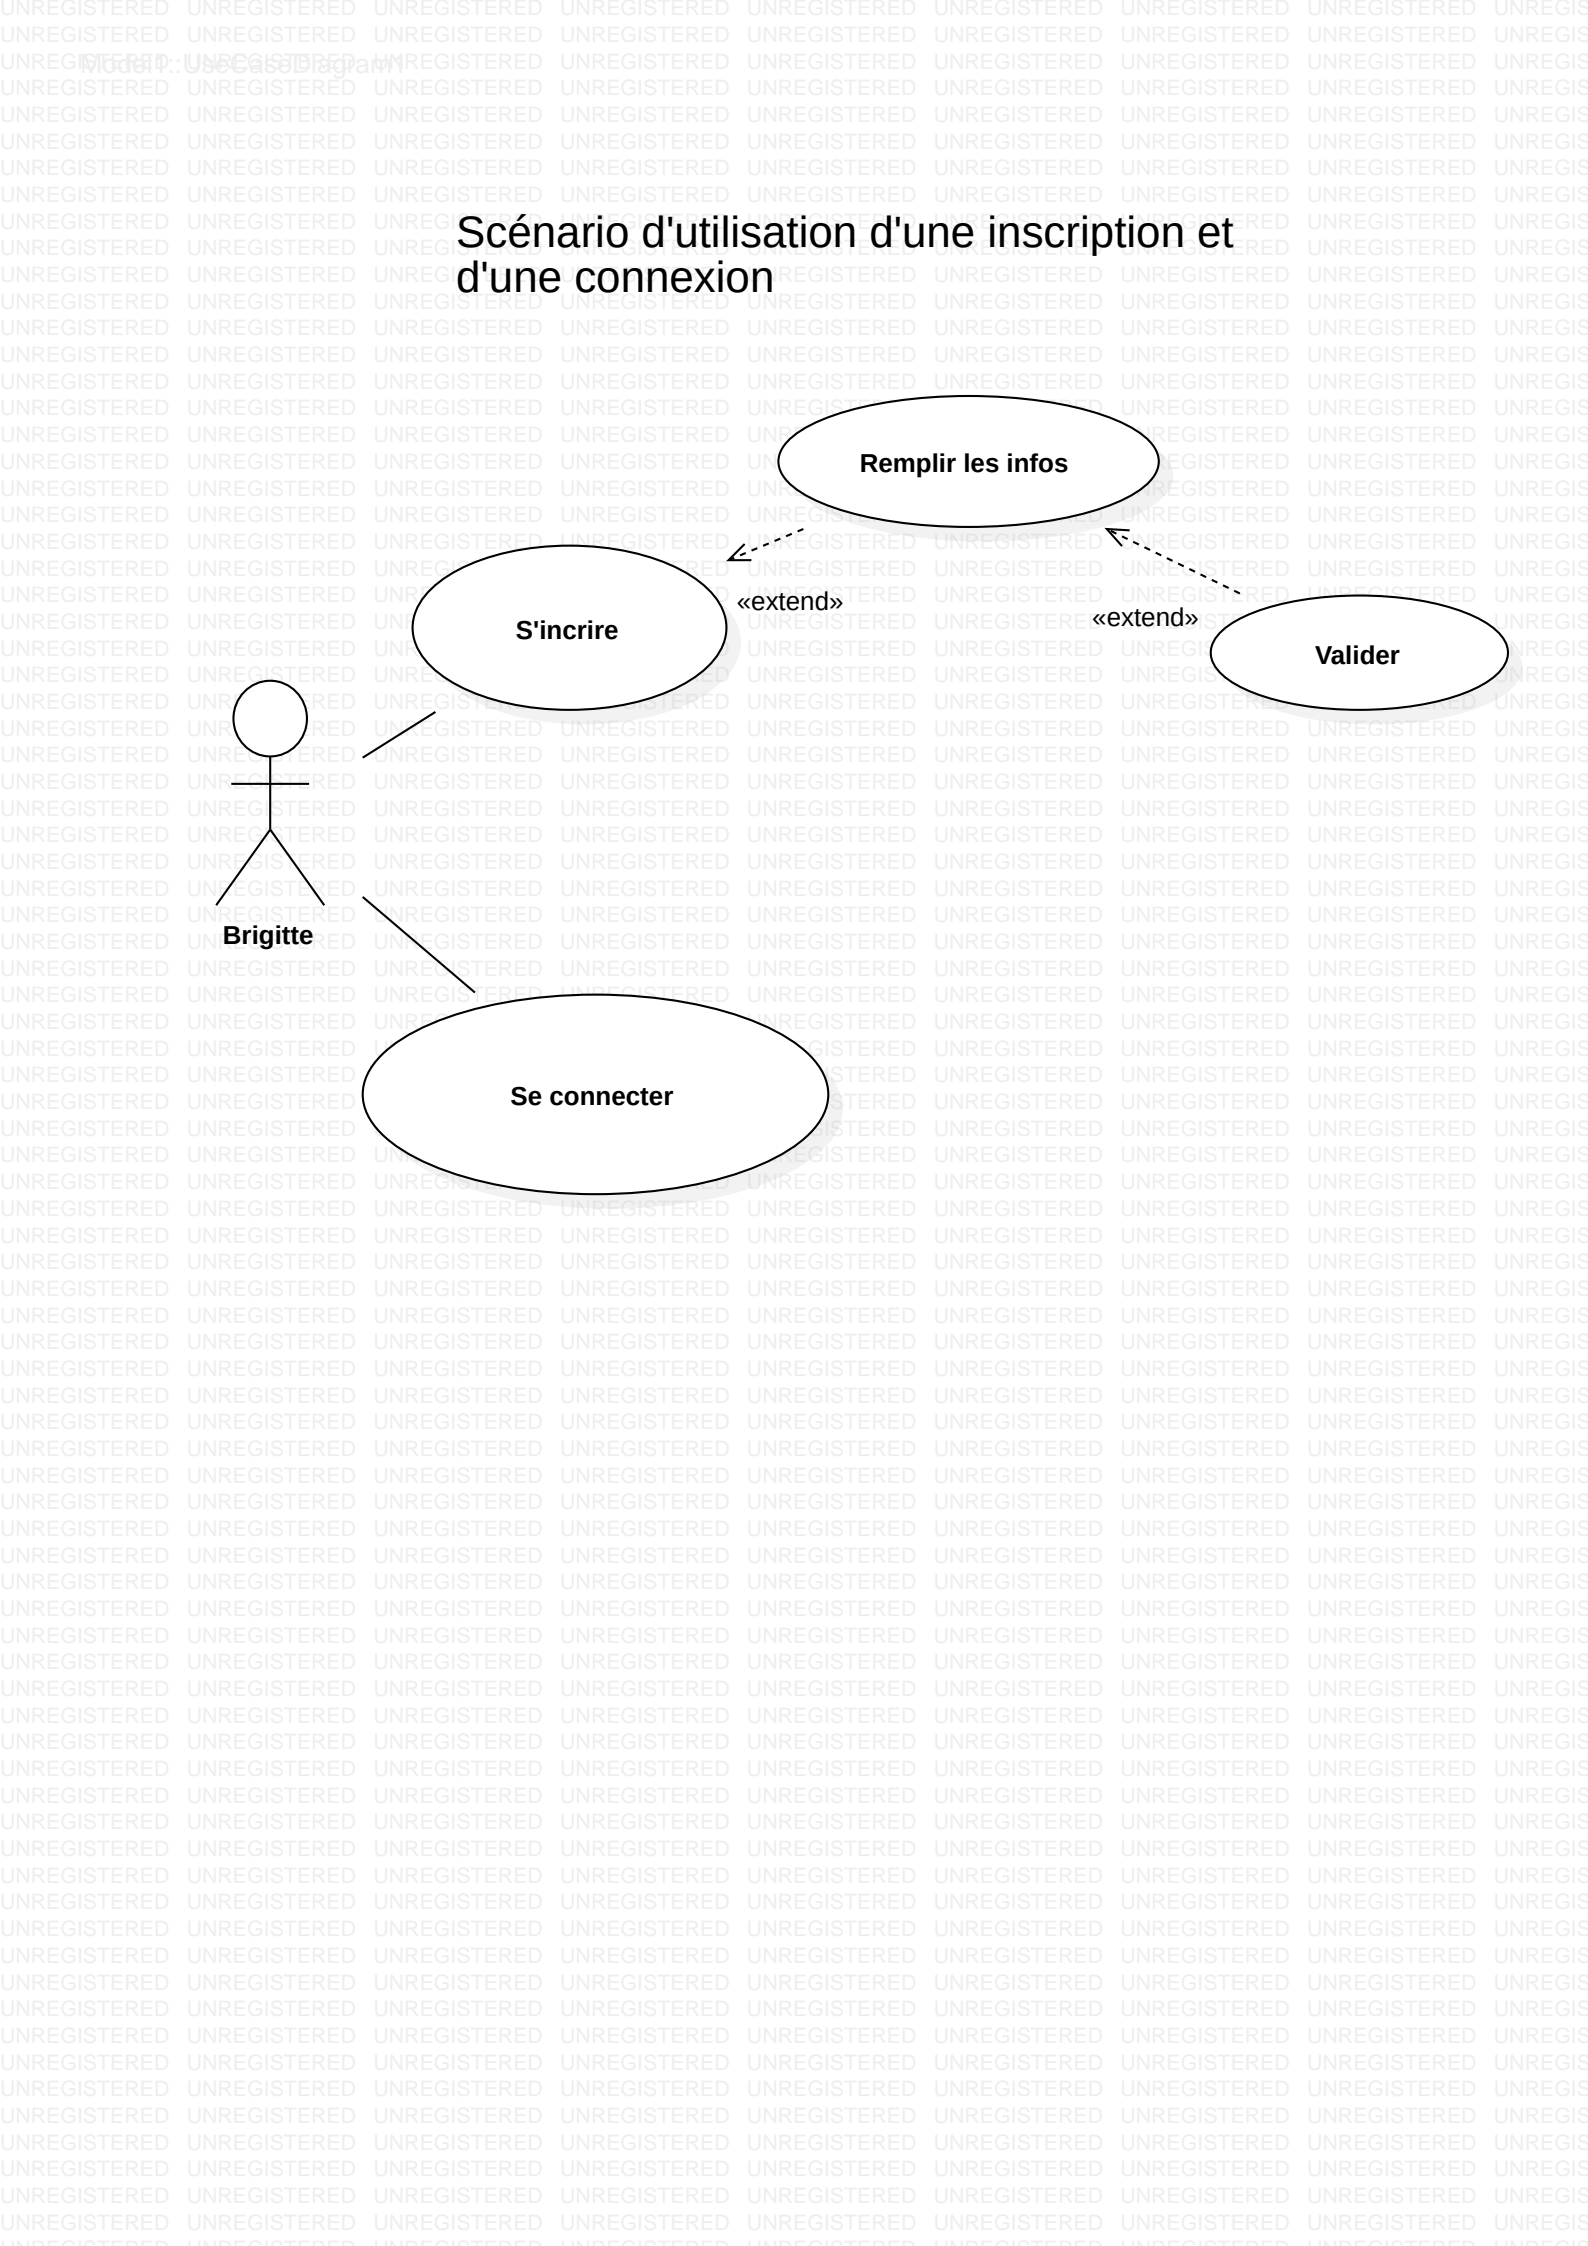 Model1::UseCaseDiagram1
Scénario d'utilisation d'une inscription et
d'une connexion
Remplir les infos
«extend»
S'incrire
«extend»
Valider
Brigitte
Se connecter
UNREGISTERED